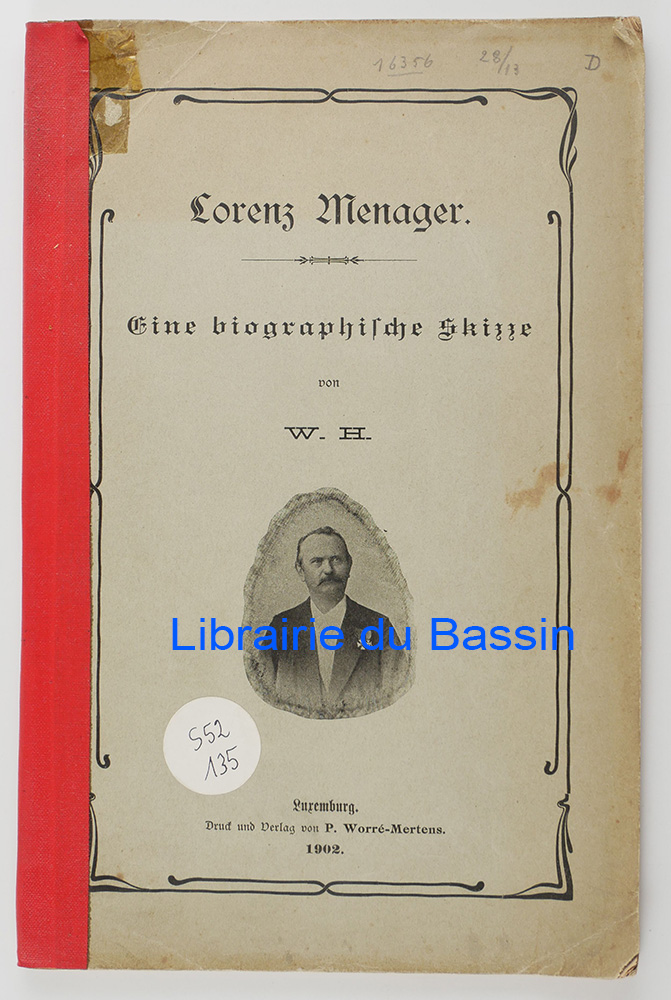 16356 28/13 D
Lorenz Menager.
Eine biographiſche Skizze
von
W. H.
Librairie du Bassin
S52
135
Luxemburg.
Druck und Verlag von P. Worré-Mertens.
1902.